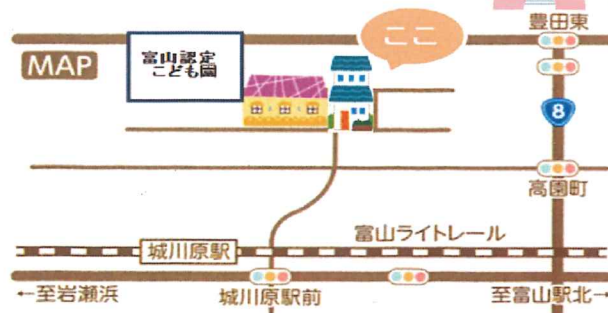 豊田東
ここ
MAP
富山認定
こども園
8
高園町
富山ライトレール
城川原駅
←至岩瀬浜
城川原駅前
至富山駅北→